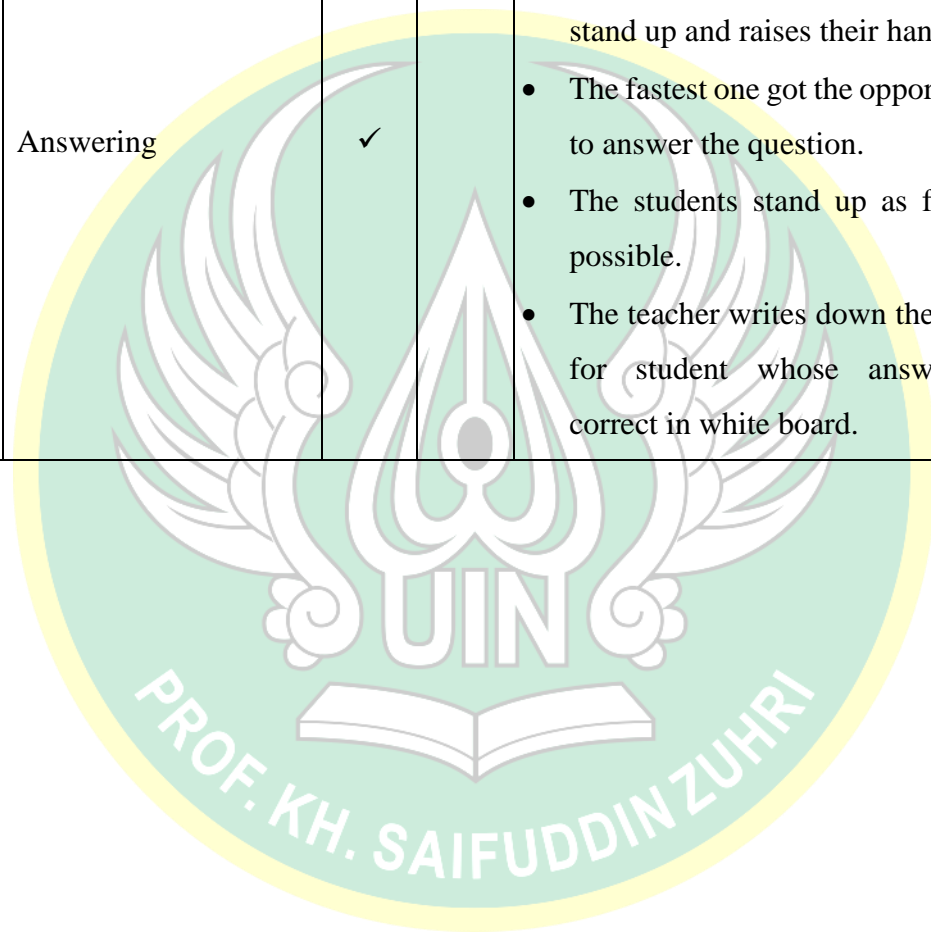 stand up and raises their han
• The fastest one got the oppor
Answering ✓ to answer the question.
• The students stand up as f
possible.
• The teacher writes down the
for student whose answ
correct in white board.
UIN
PROF. KH. SAIFUDDIN ZUHRI